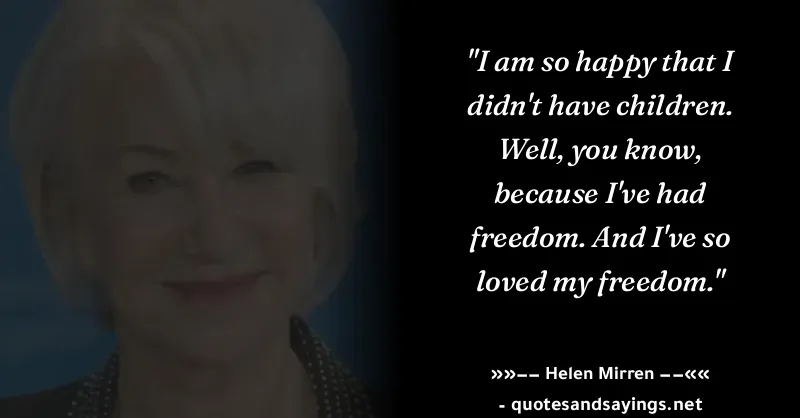 "I am so happy that I
didn't have children.
Well, you know,
because I've had
freedom. And I've so
loved my freedom."
»»−− Helen Mirren −−««
- quotesandsayings.net